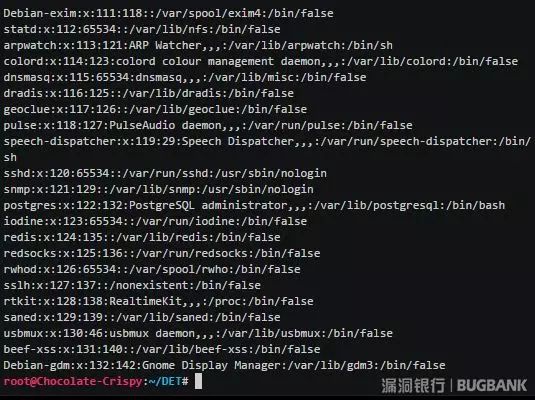 Debian-exim:x:111:118::/var/spool/exim4:/bin/false
statd:x:112:65534::/var/lib/nfs:/bin/false
arpwatch:x:113:121:ARP Watcher,,,:/var/lib/arpwatch:/bin/sh
colord:x:114:123:colord colour management daemon,,,:/var/lib/colord:/bin/false
dnsmasq:x:115:65534:dnsmasq,,,:/var/lib/misc:/bin/false
dradis:x:116:125::/var/lib/dradis:/bin/false
geoclue:x:117:126::/var/lib/geoclue:/bin/false
pulse:x:118:127:PulseAudio daemon,,,:/var/run/pulse:/bin/false
speech-dispatcher:x:119:29:Speech Dispatcher,,,:/var/run/speech-dispatcher:/bin/
sh
sshd:x:120:65534::/var/run/sshd:/usr/sbin/nologin
snmp:x:121:129::/var/lib/snmp:/usr/sbin/nologin
postgres:x:122:132:PostgreSQL administrator,,,:/var/lib/postgresql:/bin/bash
iodine:x:123:65534::/var/run/iodine:/bin/false
redis:x:124:135::/var/lib/redis:/bin/false
redsocks:x:125:136::/var/run/redsocks:/bin/false
rwhod:x:126:65534::/var/spool/rwho:/bin/false
sslh:x:127:137::/nonexistent:/bin/false
rtkit:x:128:138:RealtimeKit,,,:/proc:/bin/false
saned:x:129:139::/var/lib/saned:/bin/false
usbmux:x:130:46:usbmux daemon,,,:/var/lib/usbmux:/bin/false
beef-xss:x:131:140::/var/lib/beef-xss:/bin/false
Debian-gdm:x:132:142:Gnome Display Manager:/var/lib/gdm3:/bin/false
root@Chocolate-Crispy:~/DET#
漏洞银行 | BUGBANK